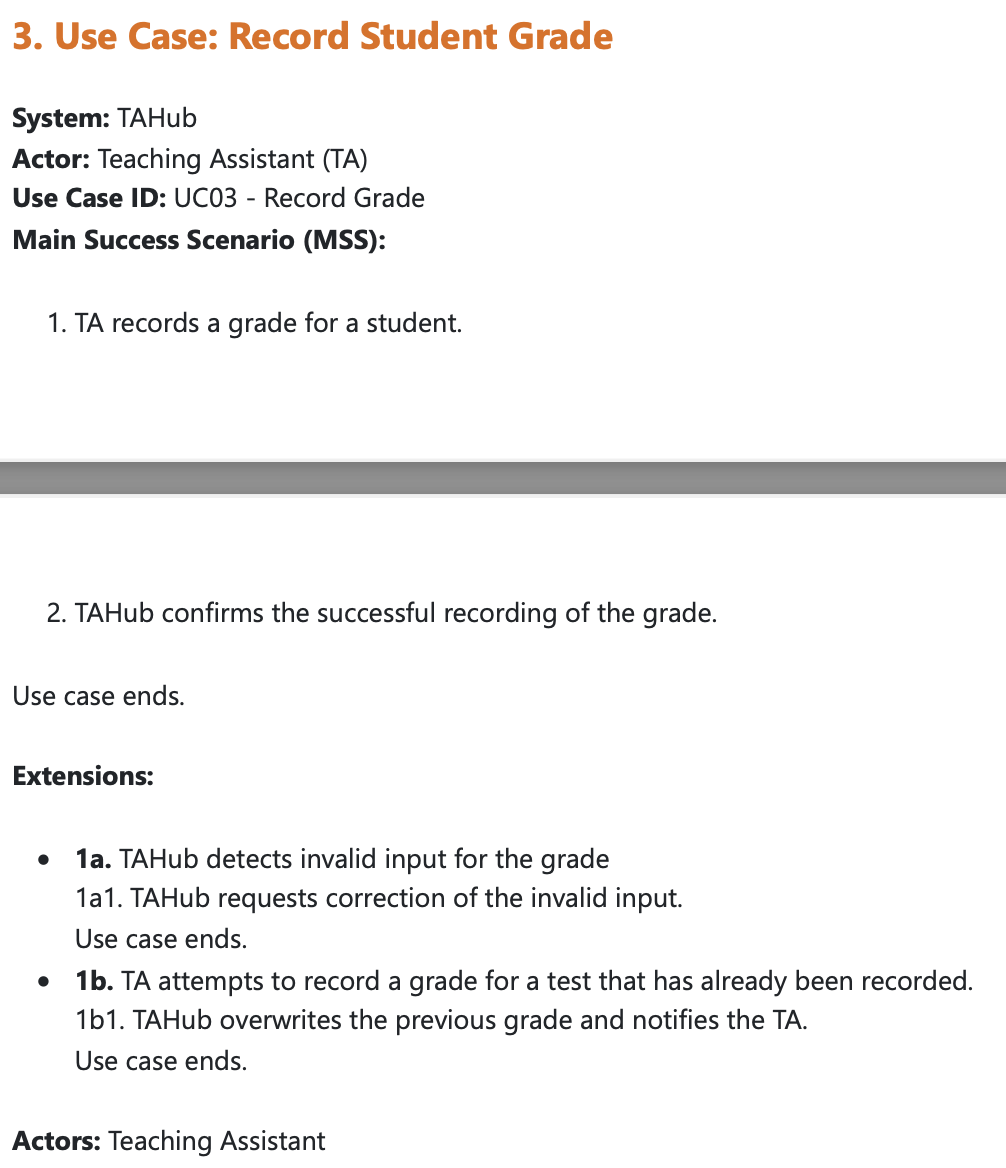 3. Use Case: Record Student Grade
System: TAHub
Actor: Teaching Assistant (TA)
Use Case ID: UC03 - Record Grade
Main Success Scenario (MSS):
1. TA records a grade for a student.
2. TAHub confirms the successful recording of the grade.
Use case ends.
Extensions:
• 1a. TAHub detects invalid input for the grade
1a1. TAHub requests correction of the invalid input.
Use case ends.
• 1b. TA attempts to record a grade for a test that has already been recorded.
1b1. TAHub overwrites the previous grade and notifies the TA.
Use case ends.
Actors: Teaching Assistant